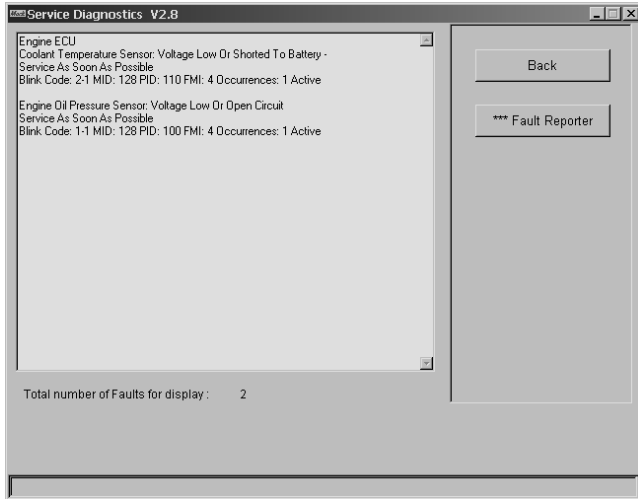 Service Diagnostics V2.8
Engine ECU
Coolant Temperature Sensor: Voltage Low Or Shorted To Battery -
Service As Soon As Possible
Blink Code: 2-1 MID: 128 PID: 110 FMI: 4 Occurrences: 1 Active
Engine Oil Pressure Sensor: Voltage Low Or Open Circuit
Service As Soon As Possible
Blink Code: 1-1 MID: 128 PID: 100 FMI: 4 Occurrences: 1 Active
Back
*** Fault Reporter
Total number of Faults for display : 2